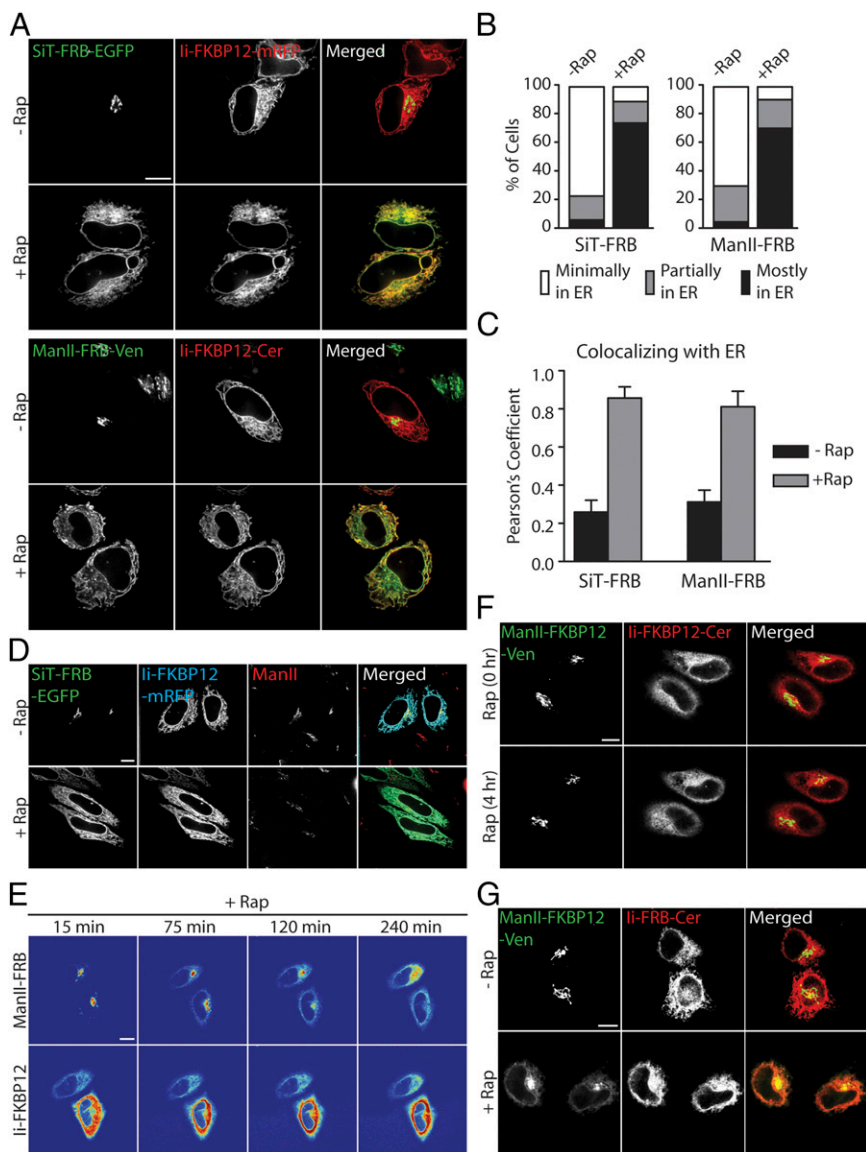 A
SiT-FRB-EGFP
Ii-FKBP12-mRFP
Merged
- Rap
+ Rap
ManII-FRB-Ven
Ii-FKBP12-Cer
Merged
- Rap
+ Rap
B
-Rap
+Rap
-Rap
+Rap
% of Cells
100
80
60
40
20
0
100
80
60
40
20
0
SiT-FRB
ManII-FRB
Minimally in ER
Partially in ER
Mostly in ER
C
Colocalizing with ER
Pearson's Coefficient
1.0
0.8
0.4
0.2
0.0
- Rap
+Rap
SiT-FRB
ManII-FRB
D
SiT-FRB
-EGFP
Ii-FKBP12
-mRFP
ManII
Merged
- Rap
+ Rap
E
+ Rap
15 min
75 min
120 min
240 min
ManII-FRB
Ii-FKBP12
F
ManII-FKBP12
-Ven
Ii-FKBP12-Cer
Merged
Rap (0 hr)
Rap (4 hr)
G
ManII-FKBP12
-Ven
Ii-FRB-Cer
Merged
- Rap
+ Rap